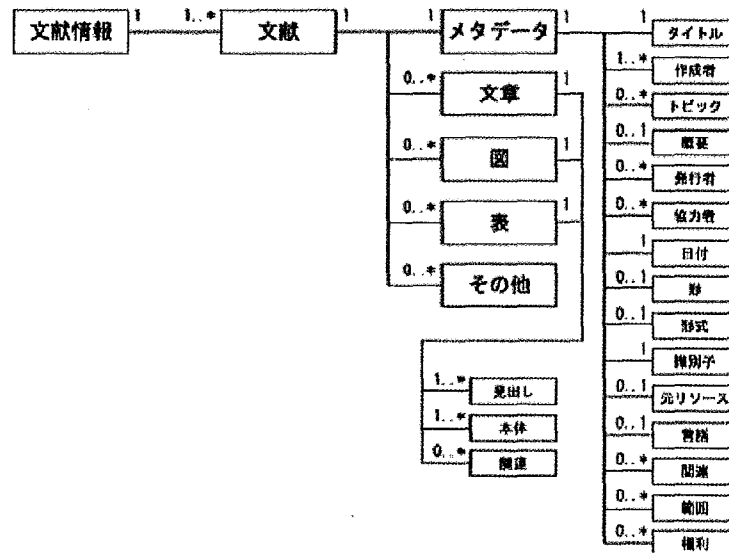 文献情報 1 1..* 文献 1 1 メタデータ 1 1 タイトル
1..* 作成者
0..* トピック
0..1 概要
0..* 発行者
0..* 協力者
1 日付
0..1 形
0..1 形式
1 識別子
0..1 元リソース
0..1 言語
0..* 関連
0..* 範囲
0..* 権利
0..* 文章 1
0..* 図 1
0..* 表 1
0..* その他
1..* 見出し
1..* 本体
0..* 関連